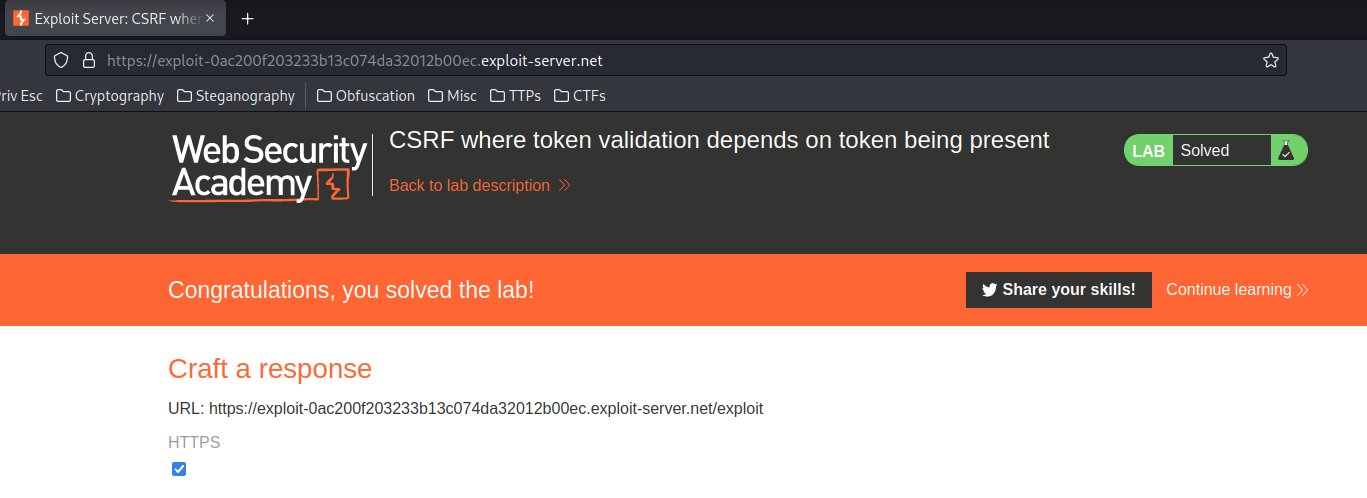 Exploit Server: CSRF whe
https://exploit-0ac200f203233b13c074da32012b00ec.exploit-server.net
riv Esc Cryptography Steganography Obfuscation Misc TTPs CTFs
Web Security
Academy
CSRF where token validation depends on token being present
Back to lab description
LAB Solved
Congratulations, you solved the lab!
Share your skills! Continue learning
Craft a response
URL: https://exploit-0ac200f203233b13c074da32012b00ec.exploit-server.net/exploit
HTTPS